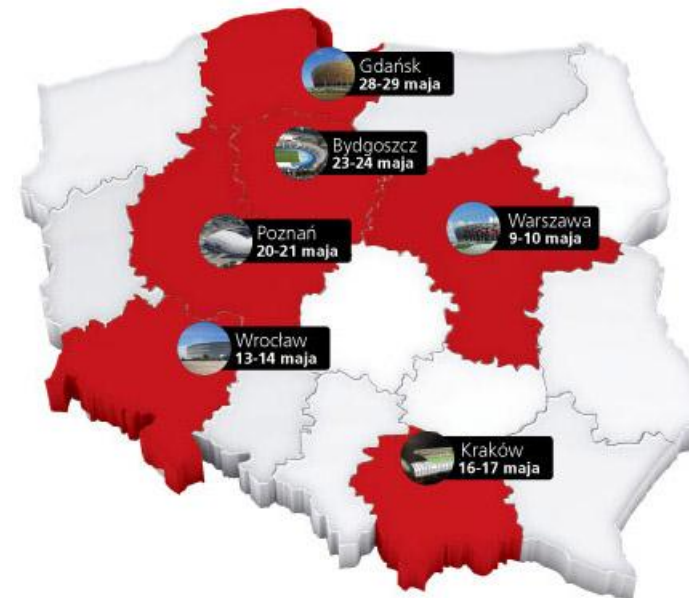 Gdańsk
28-29 maja
Bydgoszcz
23-24 maja
Poznań
20-21 maja
Warszawa
9-10 maja
Wrocław
13-14 maja
Kraków
16-17 maja